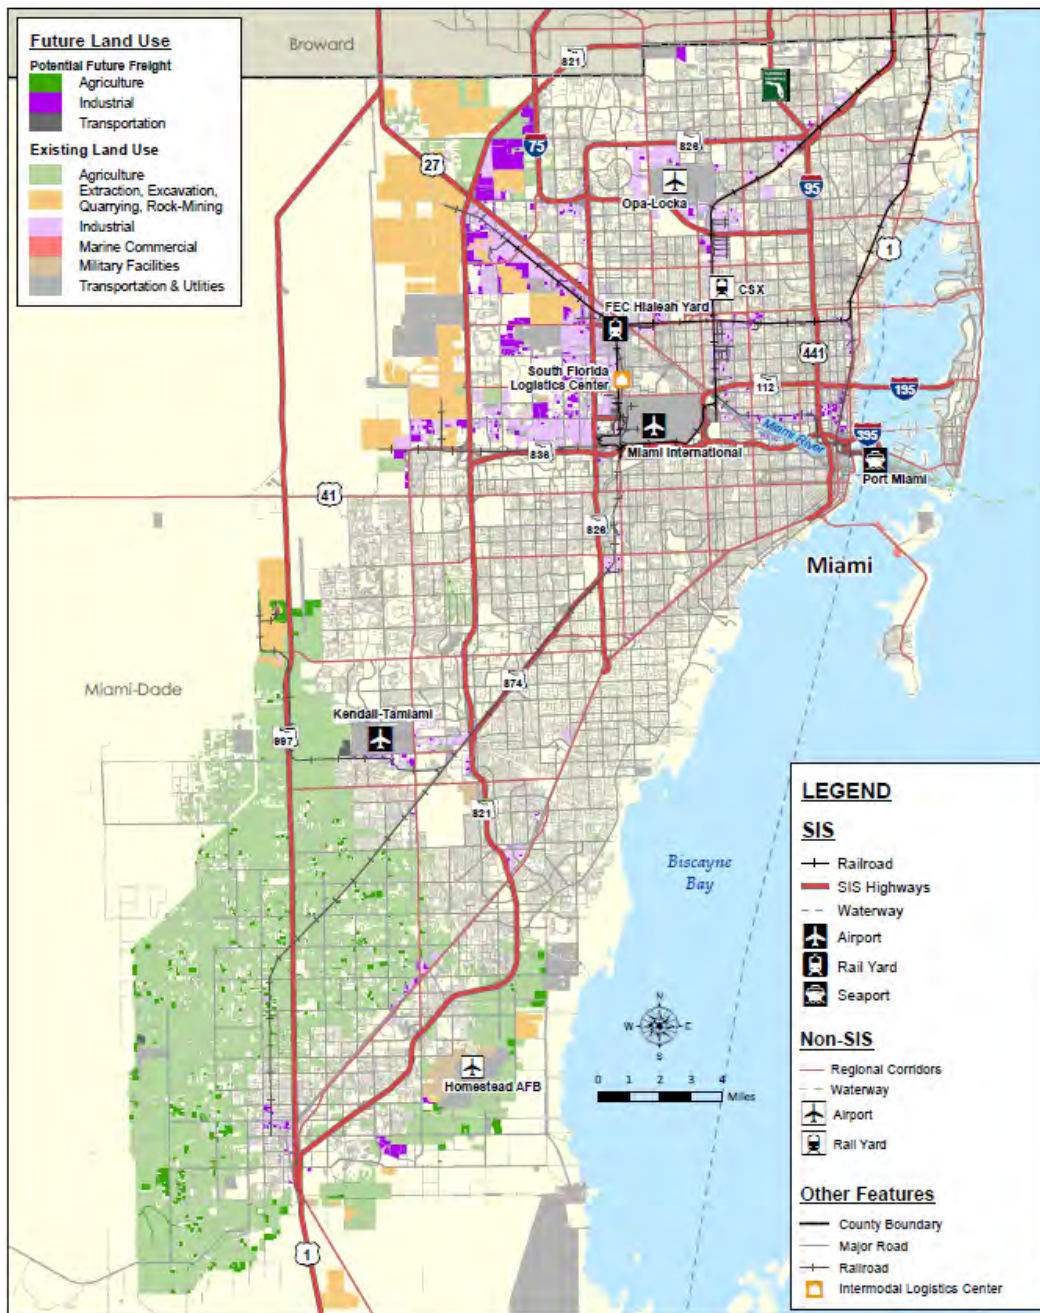 Future Land Use
Potential Future Freight
Agriculture
Industrial
Transportation
Existing Land Use
Agriculture
Extraction, Excavation,
Quarrying, Rock-Mining
Industrial
Marine Commercial
Military Facilities
Transportation & Utlities
Broward
821
75
27
826
95
Opa-Locka
1
CSX
FEC Hialeah Yard
441
South Florida
Logistics Center
112
195
Miami River
395
Miami International
836
Port Miami
41
826
Miami
874
Miami-Dade
Kendall-Tamiami
997
821
Biscayne
Bay
Homestead AFB
1
N
W
E
S
0 1 2 3 4
Miles
LEGEND
SIS
Railroad
SIS Highways
Waterway
Airport
Rail Yard
Seaport
Non-SIS
Regional Corridors
Waterway
Airport
Rail Yard
Other Features
County Boundary
Major Road
Railroad
Intermodal Logistics Center